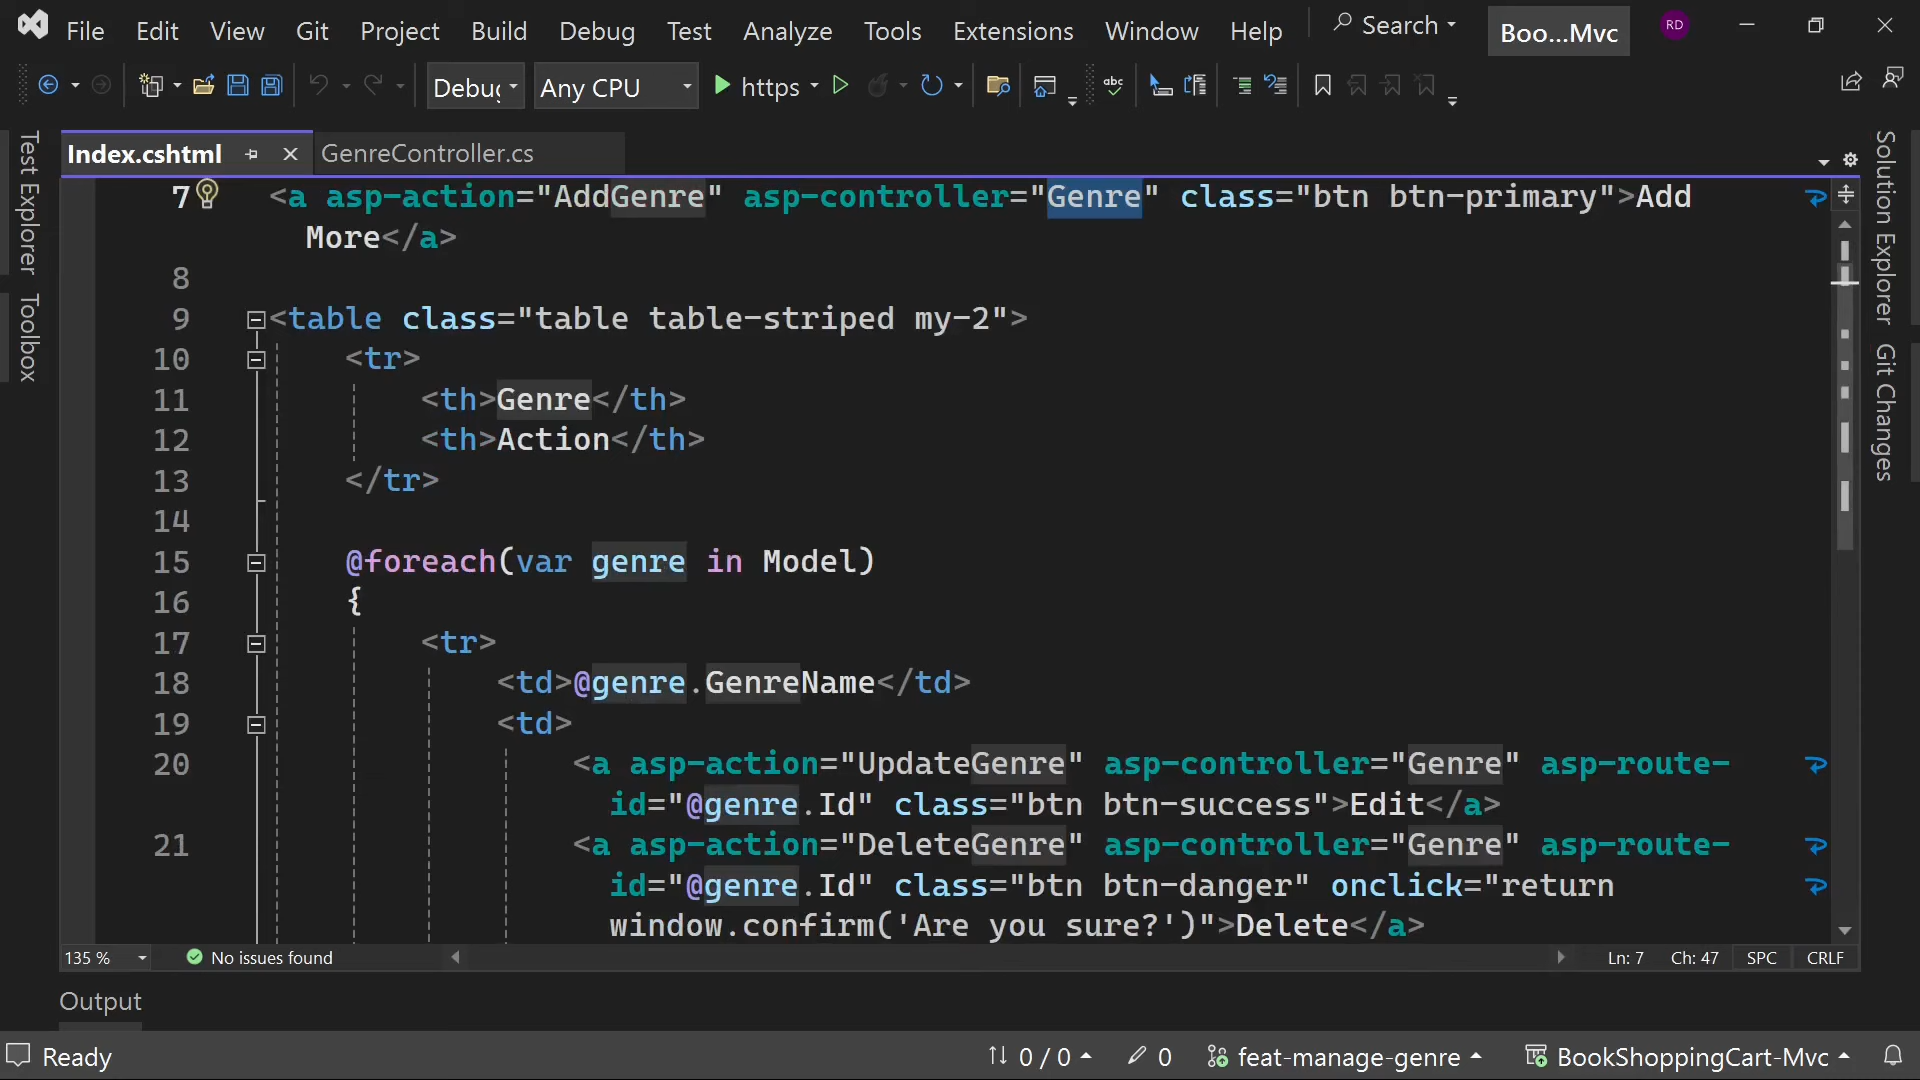 File Edit View Git Project Build Debug Test Analyze Tools Extensions Window Help Search Boo...Mvc RD
Debug Any CPU https abc
Index.cshtml GenreController.cs
7 <a asp-action="AddGenre" asp-controller="Genre" class="btn btn-primary">Add
More</a>
8
9 <table class="table table-striped my-2">
10 <tr>
11 <th>Genre</th>
12 <th>Action</th>
13 </tr>
14
15 @foreach(var genre in Model)
16 {
17 <tr>
18 <td>@genre.GenreName</td>
19 <td>
20 <a asp-action="UpdateGenre" asp-controller="Genre" asp-route-
id="@genre.Id" class="btn btn-success">Edit</a>
21 <a asp-action="DeleteGenre" asp-controller="Genre" asp-route-
id="@genre.Id" class="btn btn-danger" onclick="return
window.confirm('Are you sure?')">Delete</a>
Test Explorer
Toolbox
Solution Explorer
Git Changes
135 % No issues found Ln: 7 Ch: 47 SPC CRLF
Output
Ready 0 / 0 0 feat-manage-genre BookShoppingCart-Mvc